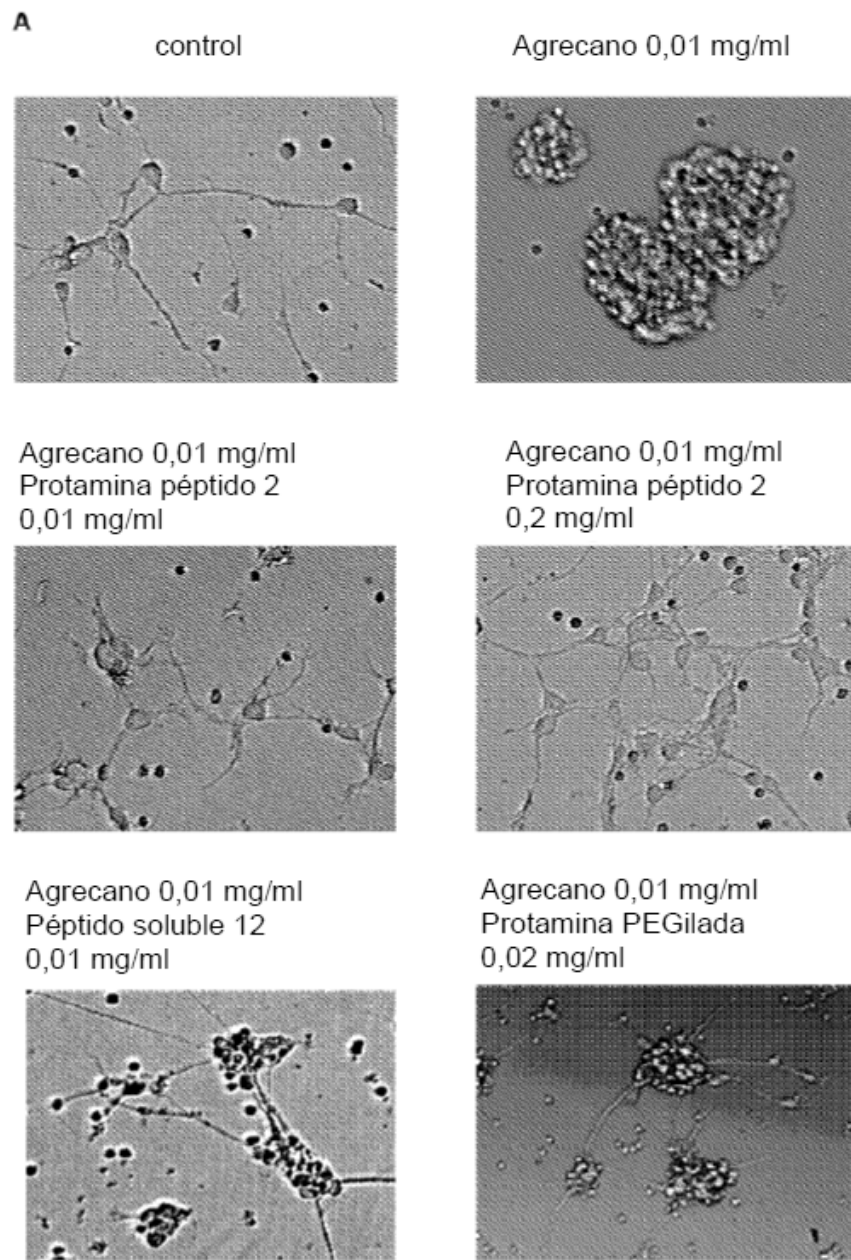 A
control
Agrecano 0,01 mg/ml
Agrecano 0,01 mg/ml
Protamina péptido 2
0,01 mg/ml
Agrecano 0,01 mg/ml
Protamina péptido 2
0,2 mg/ml
Agrecano 0,01 mg/ml
Péptido soluble 12
0,01 mg/ml
Agrecano 0,01 mg/ml
Protamina PEGilada
0,02 mg/ml